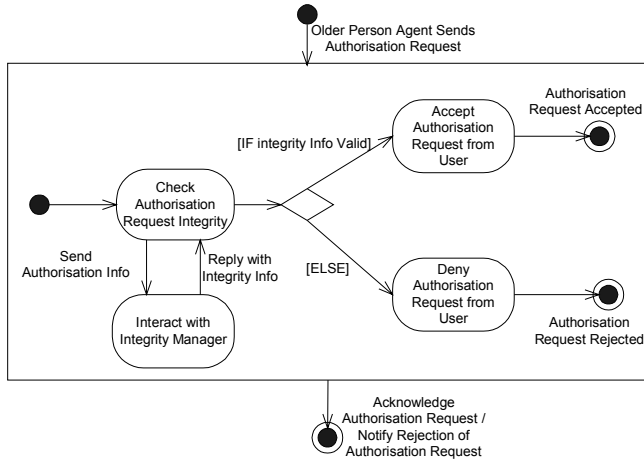 Older Person Agent Sends
Authorisation Request
Authorisation
Request Accepted
Accept
Authorisation
Request from
User
[IF integrity Info Valid]
Check
Authorisation
Request Integrity
Send
Authorisation Info
Reply with
Integrity Info
[ELSE]
Deny
Authorisation
Request from
User
Interact with
Integrity Manager
Authorisation
Request Rejected
Acknowledge
Authorisation Request /
Notify Rejection of
Authorisation Request